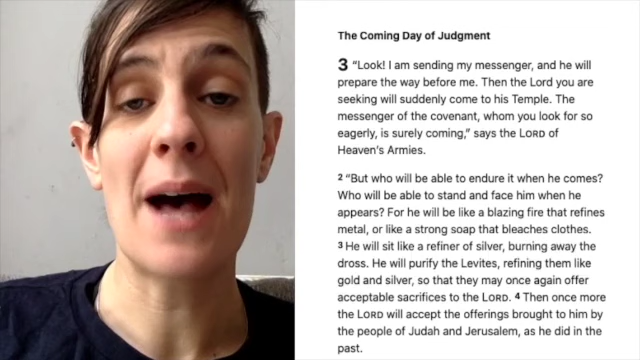 The Coming Day of Judgment
3 “Look! I am sending my messenger, and he will
prepare the way before me. Then the Lord you are
seeking will suddenly come to his Temple. The
messenger of the covenant, whom you look for so
eagerly, is surely coming,” says the LORD of
Heaven’s Armies.
2 “But who will be able to endure it when he comes?
Who will be able to stand and face him when he
appears? For he will be like a blazing fire that refines
metal, or like a strong soap that bleaches clothes.
3 He will sit like a refiner of silver, burning away the
dross. He will purify the Levites, refining them like
gold and silver, so that they may once again offer
acceptable sacrifices to the LORD. 4 Then once more
the LORD will accept the offerings brought to him by
the people of Judah and Jerusalem, as he did in the
past.